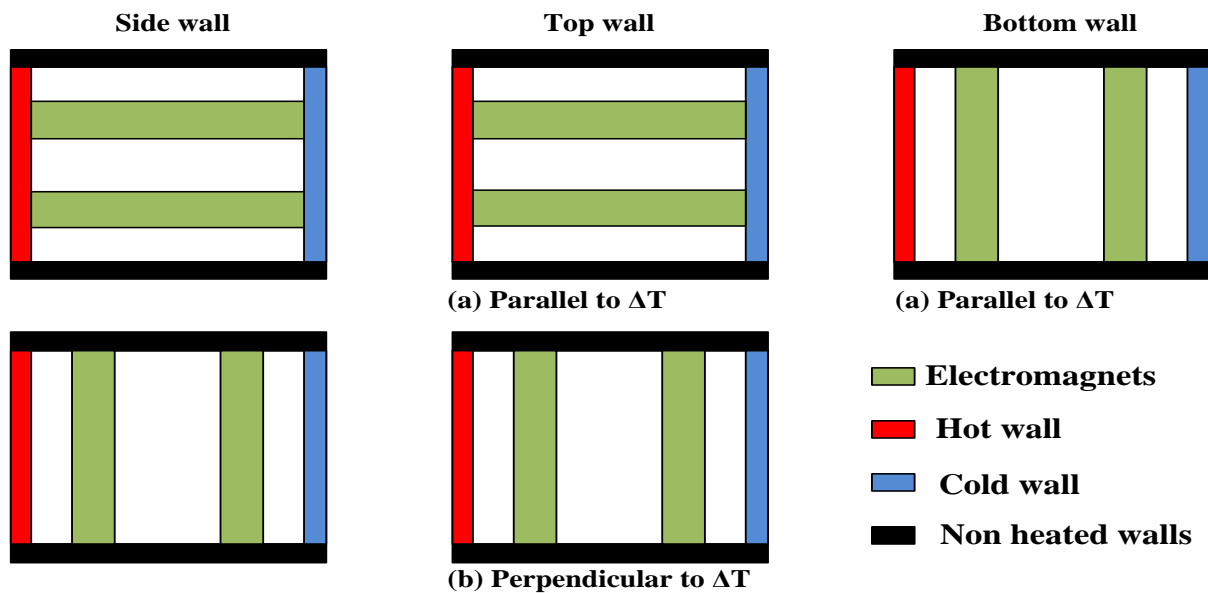 Side wall
Top wall
Bottom wall
(a) Parallel to ΔT
(a) Parallel to ΔT
Electromagnets
Hot wall
Cold wall
Non heated walls
(b) Perpendicular to ΔT